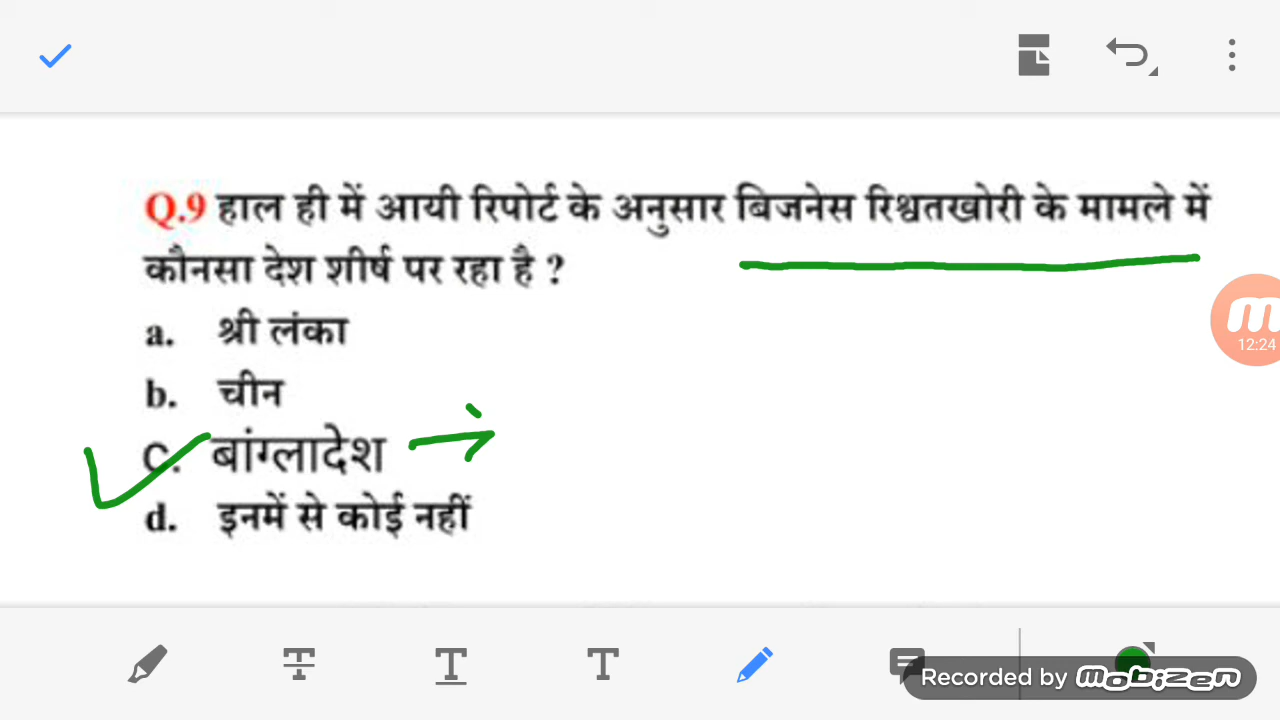 Q.9 हाल ही में आयी रिपोर्ट के अनुसार बिजनेस रिश्वतखोरी के मामले में
कौनसा देश शीर्ष पर रहा है ?
a. श्री लंका
b. चीन
C. बांग्लादेश
d. इनमें से कोई नहीं
12:24
T T T
Recorded by mobizen